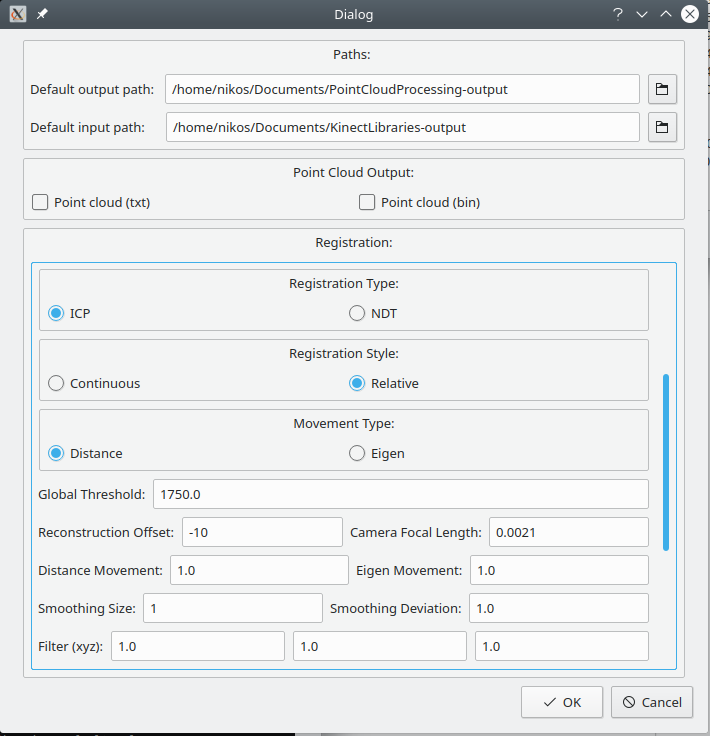 Dialog
Paths:
Default output path: /home/nikos/Documents/PointCloudProcessing-output
Default input path: /home/nikos/Documents/KinectLibraries-output
Point Cloud Output:
Point cloud (txt) Point cloud (bin)
Registration:
Registration Type:
ICP NDT
Registration Style:
Continuous Relative
Movement Type:
Distance Eigen
Global Threshold: 1750.0
Reconstruction Offset: -10 Camera Focal Length: 0.0021
Distance Movement: 1.0 Eigen Movement: 1.0
Smoothing Size: 1 Smoothing Deviation: 1.0
Filter (xyz): 1.0 1.0 1.0
OK Cancel